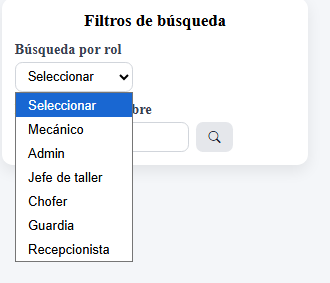 Filtros de búsqueda
Búsqueda por rol
Seleccionar
Seleccionar
Mecánico
Admin
Jefe de taller
Chofer
Guardia
Recepcionista